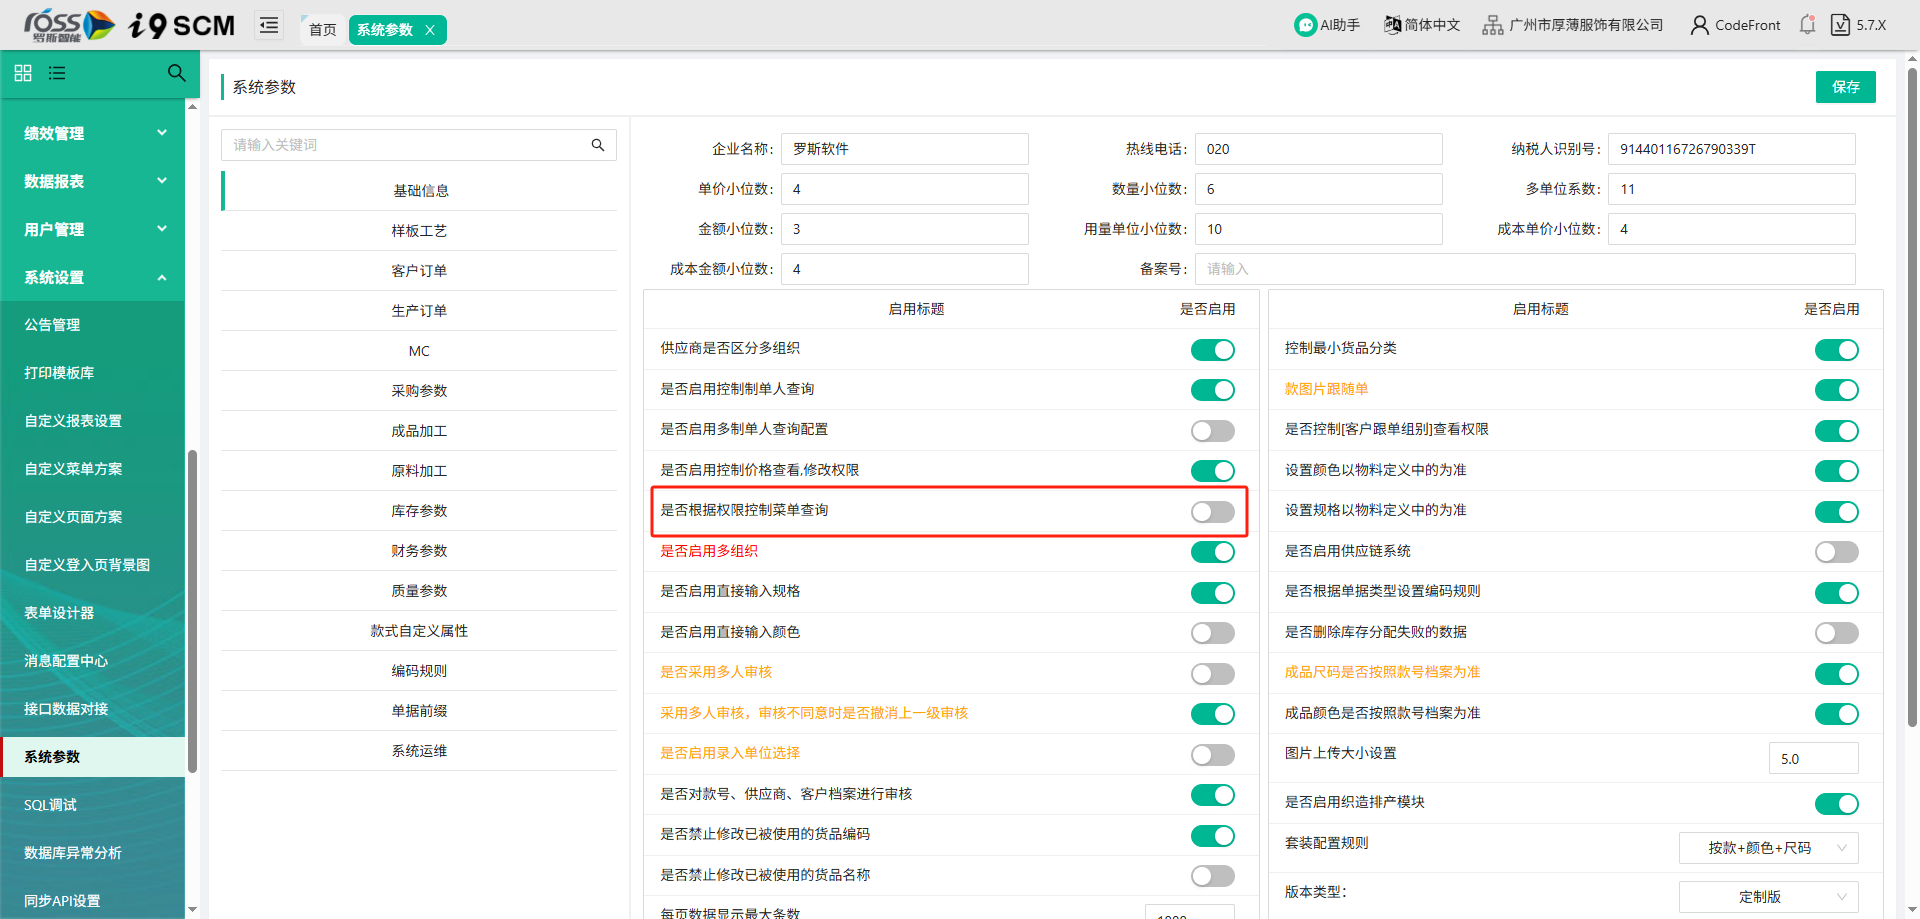 rőss 罗斯智能 i9 SCM 首页 系统参数 X AI助手 简体中文 广州市厚薄服饰有限公司 CodeFront 5.7.X
绩效管理
数据报表
用户管理
系统设置
公告管理
打印模板库
自定义报表设置
自定义菜单方案
自定义页面方案
自定义登入页背景图
表单设计器
消息配置中心
接口数据对接
系统参数
SQL调试
数据库异常分析
同步API设置
系统参数 保存
请输入关键词
基础信息
样板工艺
客户订单
生产订单
MC
采购参数
成品加工
原料加工
库存参数
财务参数
质量参数
款式自定义属性
编码规则
单据前缀
系统运维
企业名称: 罗斯软件 热线电话: 020 纳税人识别号: 91440116726790339T
单价小位数: 4 数量小位数: 6 多单位系数: 11
金额小位数: 3 用量单位小位数: 10 成本单价小位数: 4
成本金额小位数: 4 备案号: 请输入
启用标题 是否启用
供应商是否区分多组织
是否启用控制制单人查询
是否启用多制单人查询配置
是否启用控制价格查看,修改权限
是否根据权限控制菜单查询
是否启用多组织
是否启用直接输入规格
是否启用直接输入颜色
是否采用多人审核
采用多人审核，审核不同意时是否撤消上一级审核
是否启用录入单位选择
是否对款号、供应商、客户档案进行审核
是否禁止修改已被使用的货品编码
是否禁止修改已被使用的货品名称
每页数据显示最大条数 1000
启用标题 是否启用
控制最小货品分类
款图片跟随单
是否控制[客户跟单组别]查看权限
设置颜色以物料定义中的为准
设置规格以物料定义中的为准
是否启用供应链系统
是否根据单据类型设置编码规则
是否删除库存分配失败的数据
成品尺码是否按照款号档案为准
成品颜色是否按照款号档案为准
图片上传大小设置 5.0
是否启用织造排产模块
套装配置规则 按款+颜色+尺码
版本类型: 定制版